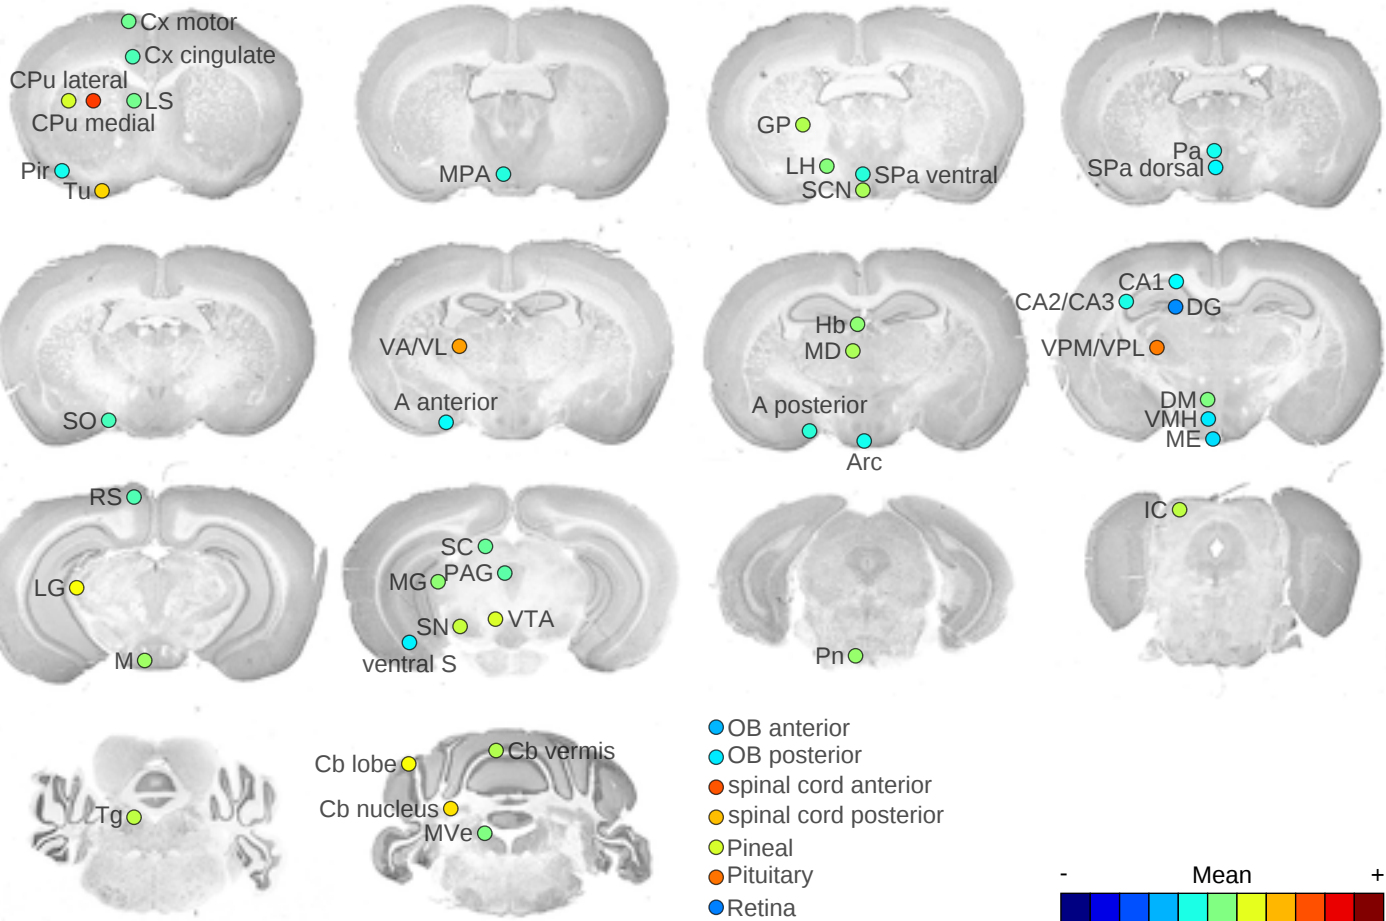 Cx motor
Cx cingulate
CPu lateral
LS
CPu medial
Pir
Tu
MPA
GP
LH
SPa ventral
SCN
Pa
SPa dorsal
SO
VA/VL
A anterior
Hb
MD
A posterior
Arc
CA1
CA2/CA3
DG
VPM/VPL
DM
VMH
ME
RS
LG
M
SC
PAG
MG
VTA
SN
ventral S
Pn
IC
Tg
Cb vermis
Cb lobe
Cb nucleus
MVe
OB anterior
OB posterior
spinal cord anterior
spinal cord posterior
Pineal
Pituitary
Retina
- Mean +